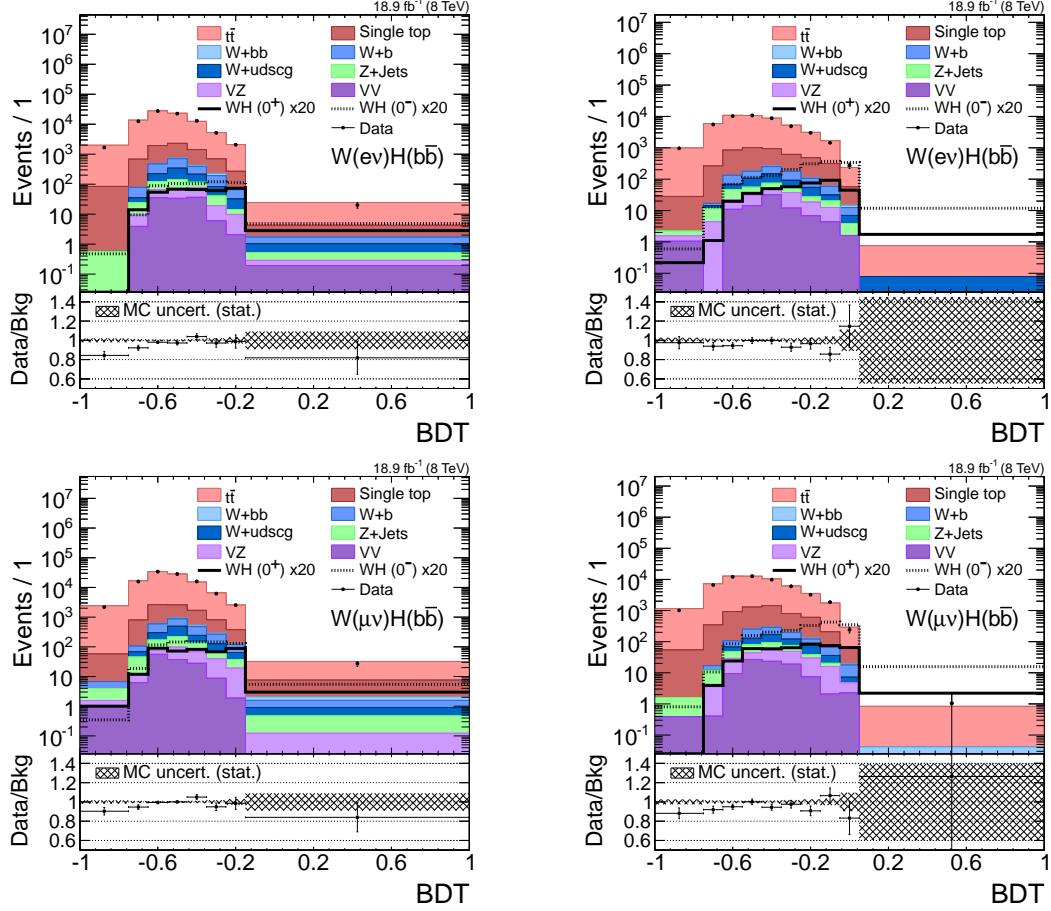 18.9 fb⁻¹ (8 TeV)
10⁷
10⁶
10⁵
10⁴
10³
10²
10
1
10⁻¹
Events / 1
tt̄
Single top
W+bb
W+b
W+udscg
Z+Jets
VZ
VV
WH (0⁺) x20
WH (0⁻) x20
Data
W(eν)H(bb̄)
MC uncert. (stat.)
Data/Bkg
1.4
1.2
1
0.8
0.6
-1 -0.6 -0.2 0.2 0.6 1
BDT
18.9 fb⁻¹ (8 TeV)
10⁷
10⁶
10⁵
10⁴
10³
10²
10
1
10⁻¹
Events / 1
tt̄
Single top
W+bb
W+b
W+udscg
Z+Jets
VZ
VV
WH (0⁺) x20
WH (0⁻) x20
Data
W(eν)H(bb̄)
MC uncert. (stat.)
Data/Bkg
1.4
1.2
1
0.8
0.6
-1 -0.6 -0.2 0.2 0.6 1
BDT
18.9 fb⁻¹ (8 TeV)
10⁷
10⁶
10⁵
10⁴
10³
10²
10
1
10⁻¹
Events / 1
tt̄
Single top
W+bb
W+b
W+udscg
Z+Jets
VZ
VV
WH (0⁺) x20
WH (0⁻) x20
Data
W(μν)H(bb̄)
MC uncert. (stat.)
Data/Bkg
1.4
1.2
1
0.8
0.6
-1 -0.6 -0.2 0.2 0.6 1
BDT
18.9 fb⁻¹ (8 TeV)
10⁷
10⁶
10⁵
10⁴
10³
10²
10
1
10⁻¹
Events / 1
tt̄
Single top
W+bb
W+b
W+udscg
Z+Jets
VZ
VV
WH (0⁺) x20
WH (0⁻) x20
Data
W(μν)H(bb̄)
MC uncert. (stat.)
Data/Bkg
1.4
1.2
1
0.8
0.6
-1 -0.6 -0.2 0.2 0.6 1
BDT